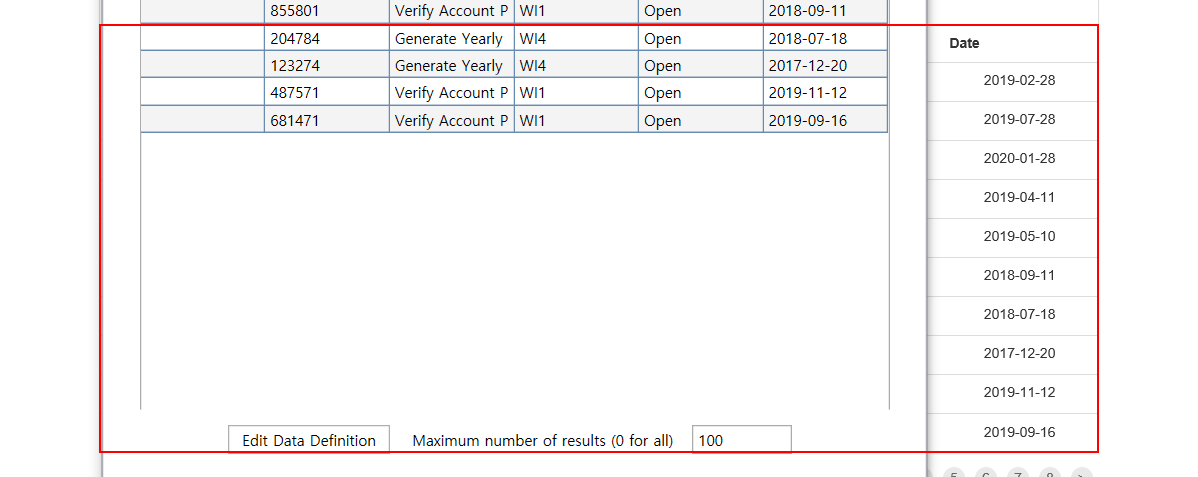 855801 Verify Account P WI1 Open 2018-09-11
204784 Generate Yearly WI4 Open 2018-07-18
123274 Generate Yearly WI4 Open 2017-12-20
487571 Verify Account P WI1 Open 2019-11-12
681471 Verify Account P WI1 Open 2019-09-16
Edit Data Definition Maximum number of results (0 for all) 100
Date
2019-02-28
2019-07-28
2020-01-28
2019-04-11
2019-05-10
2018-09-11
2018-07-18
2017-12-20
2019-11-12
2019-09-16
5 6 7 8 >